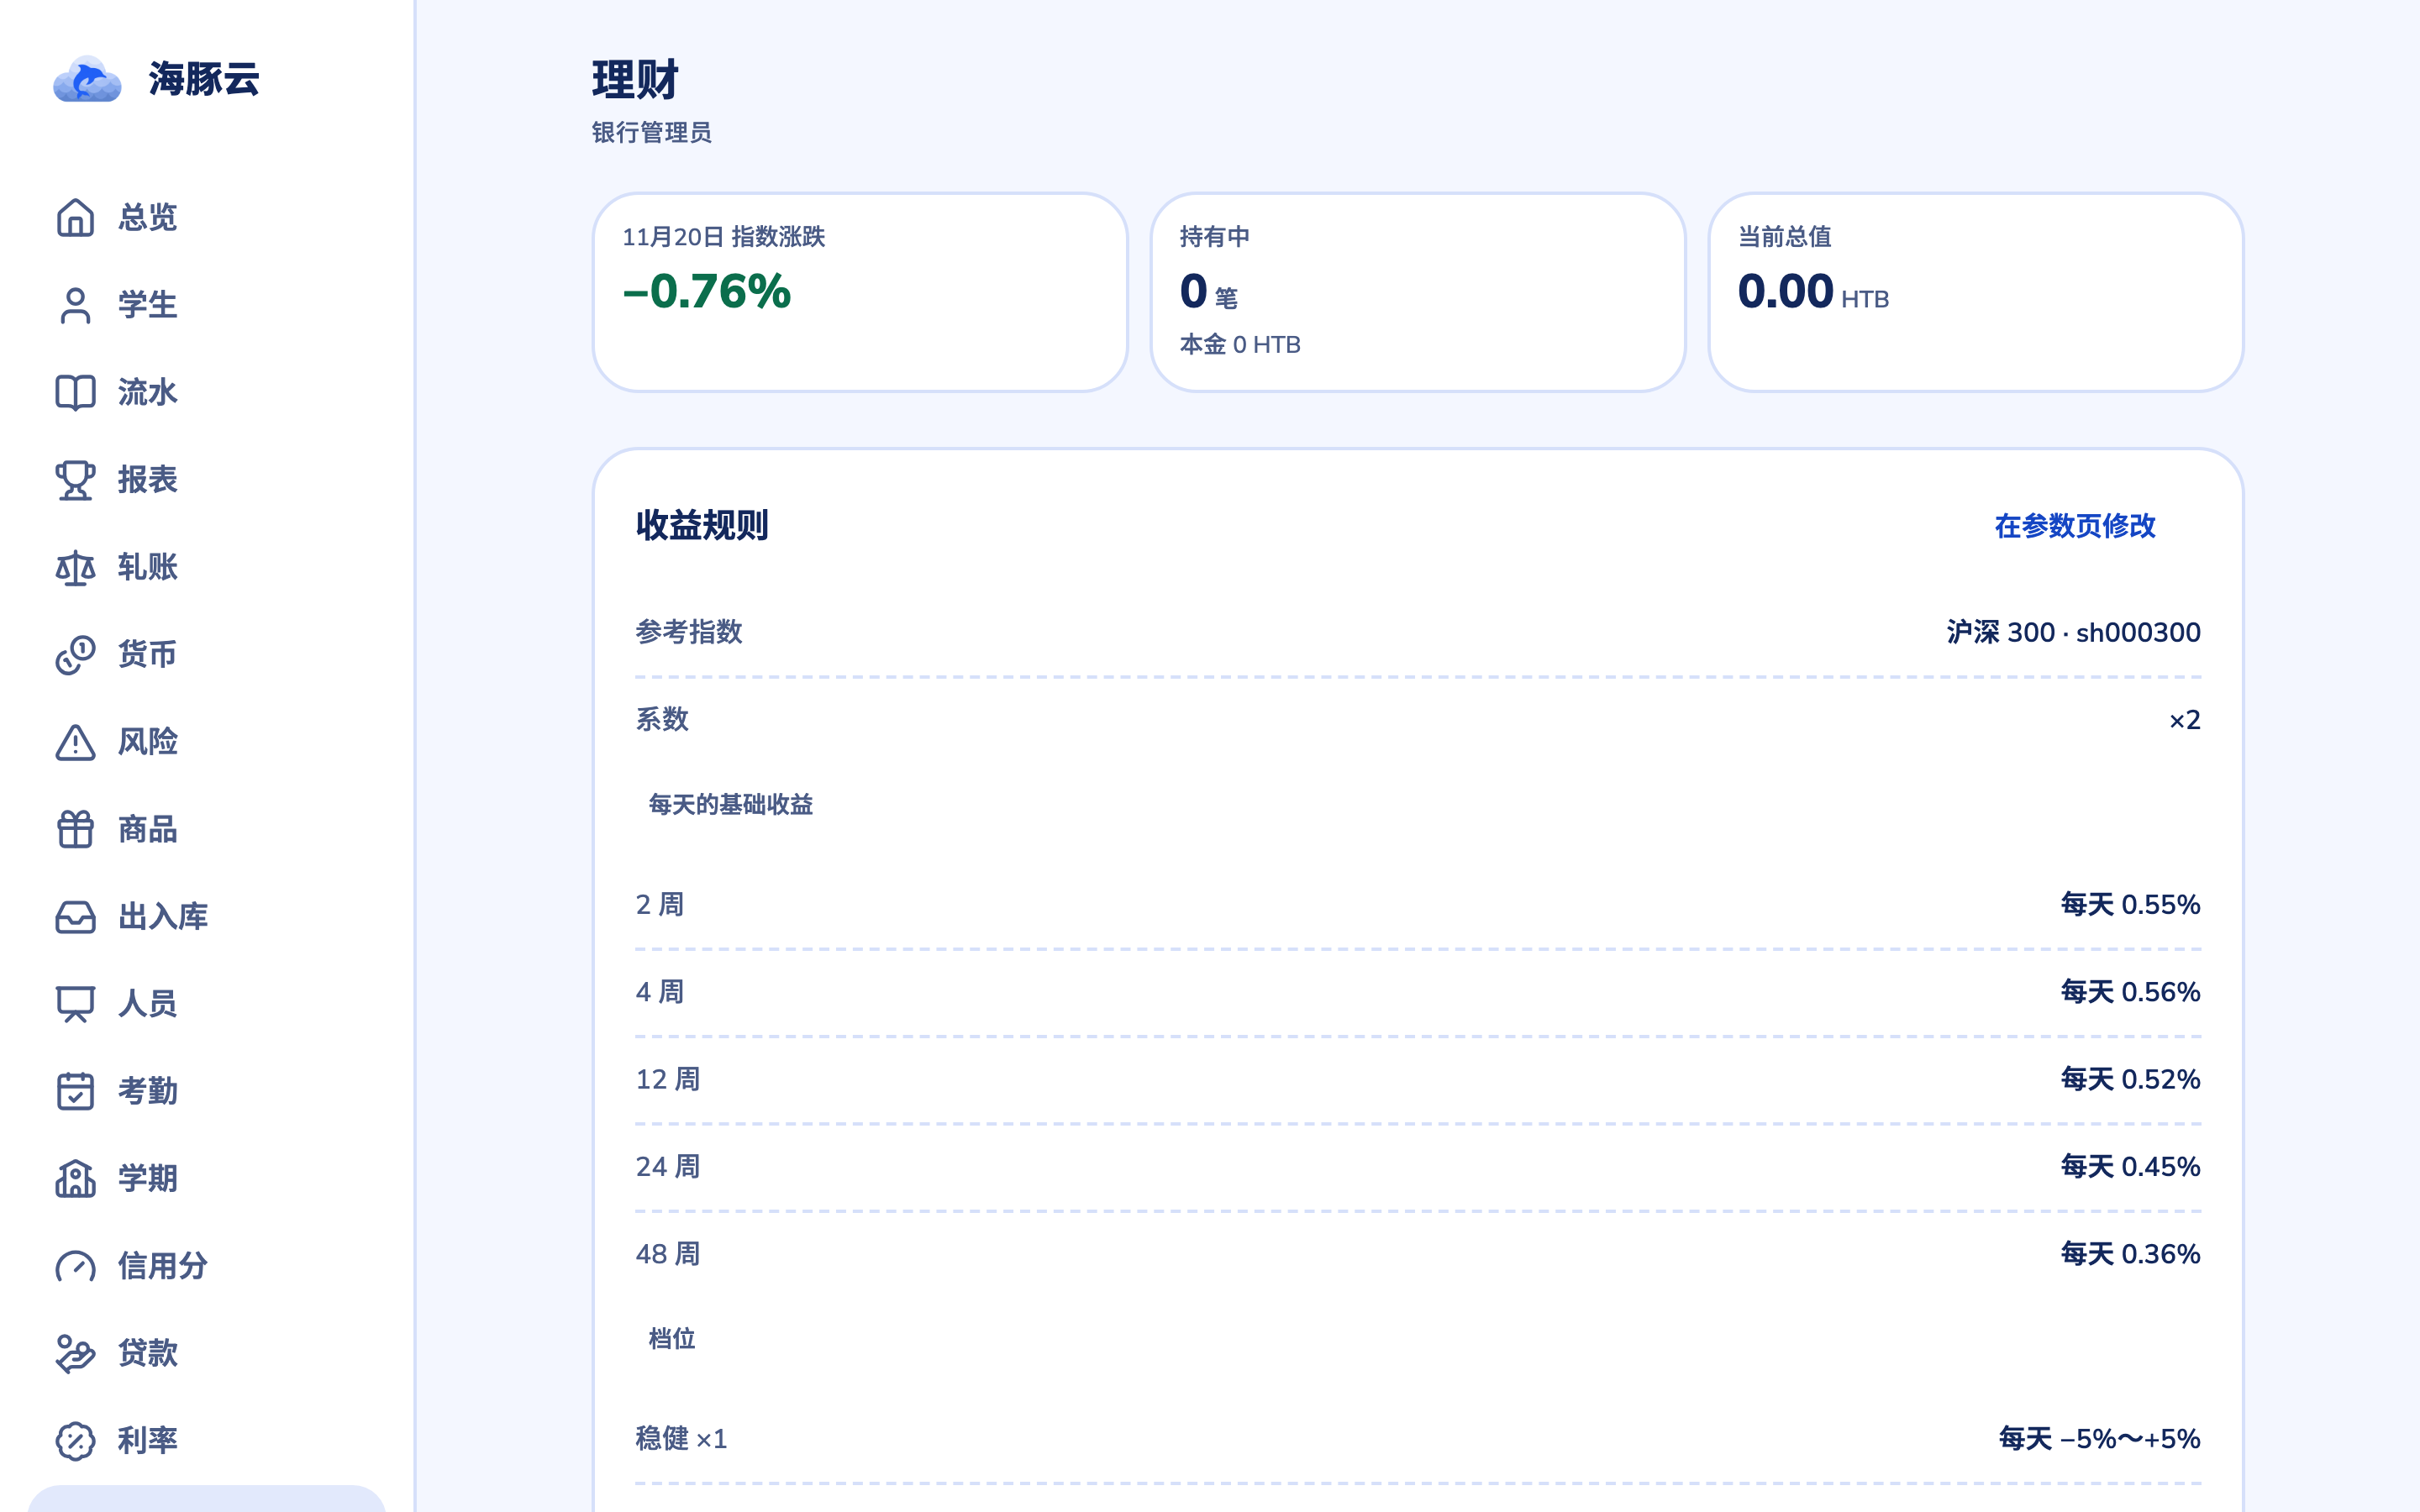 海豚云
总览
学生
流水
报表
轧账
货币
风险
商品
出入库
人员
考勤
学期
信用分
贷款
利率
理财
银行管理员
11月20日 指数涨跌
−0.76%
持有中
0 笔
本金 0 HTB
当前总值
0.00 HTB
收益规则
在参数页修改
参考指数
沪深 300 · sh000300
系数
×2
每天的基础收益
2 周
每天 0.55%
4 周
每天 0.56%
12 周
每天 0.52%
24 周
每天 0.45%
48 周
每天 0.36%
档位
稳健 ×1
每天 −5%～+5%